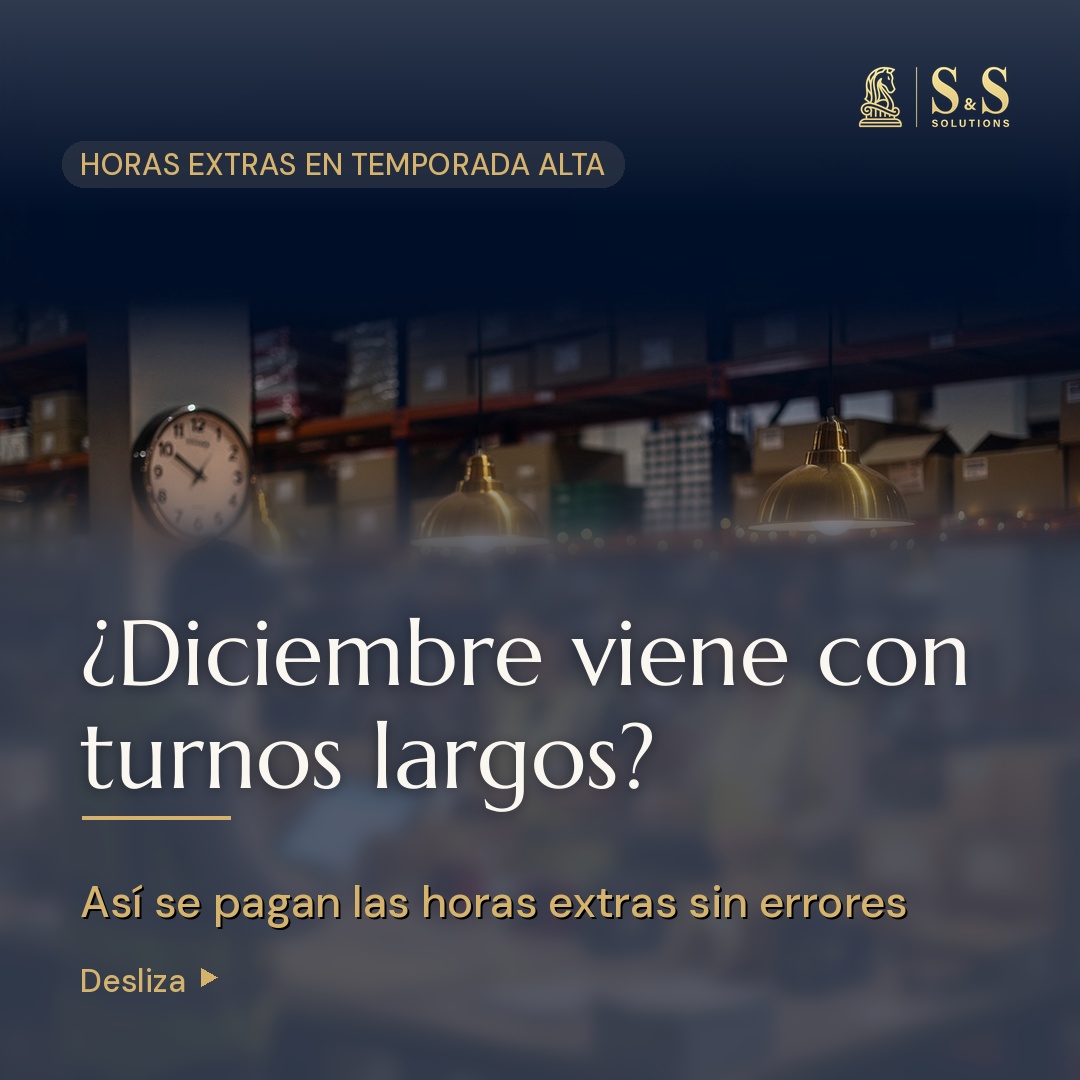 S&S
SOLUTIONS
HORAS EXTRAS EN TEMPORADA ALTA
¿Diciembre viene con
turnos largos?
Así se pagan las horas extras sin errores
Desliza